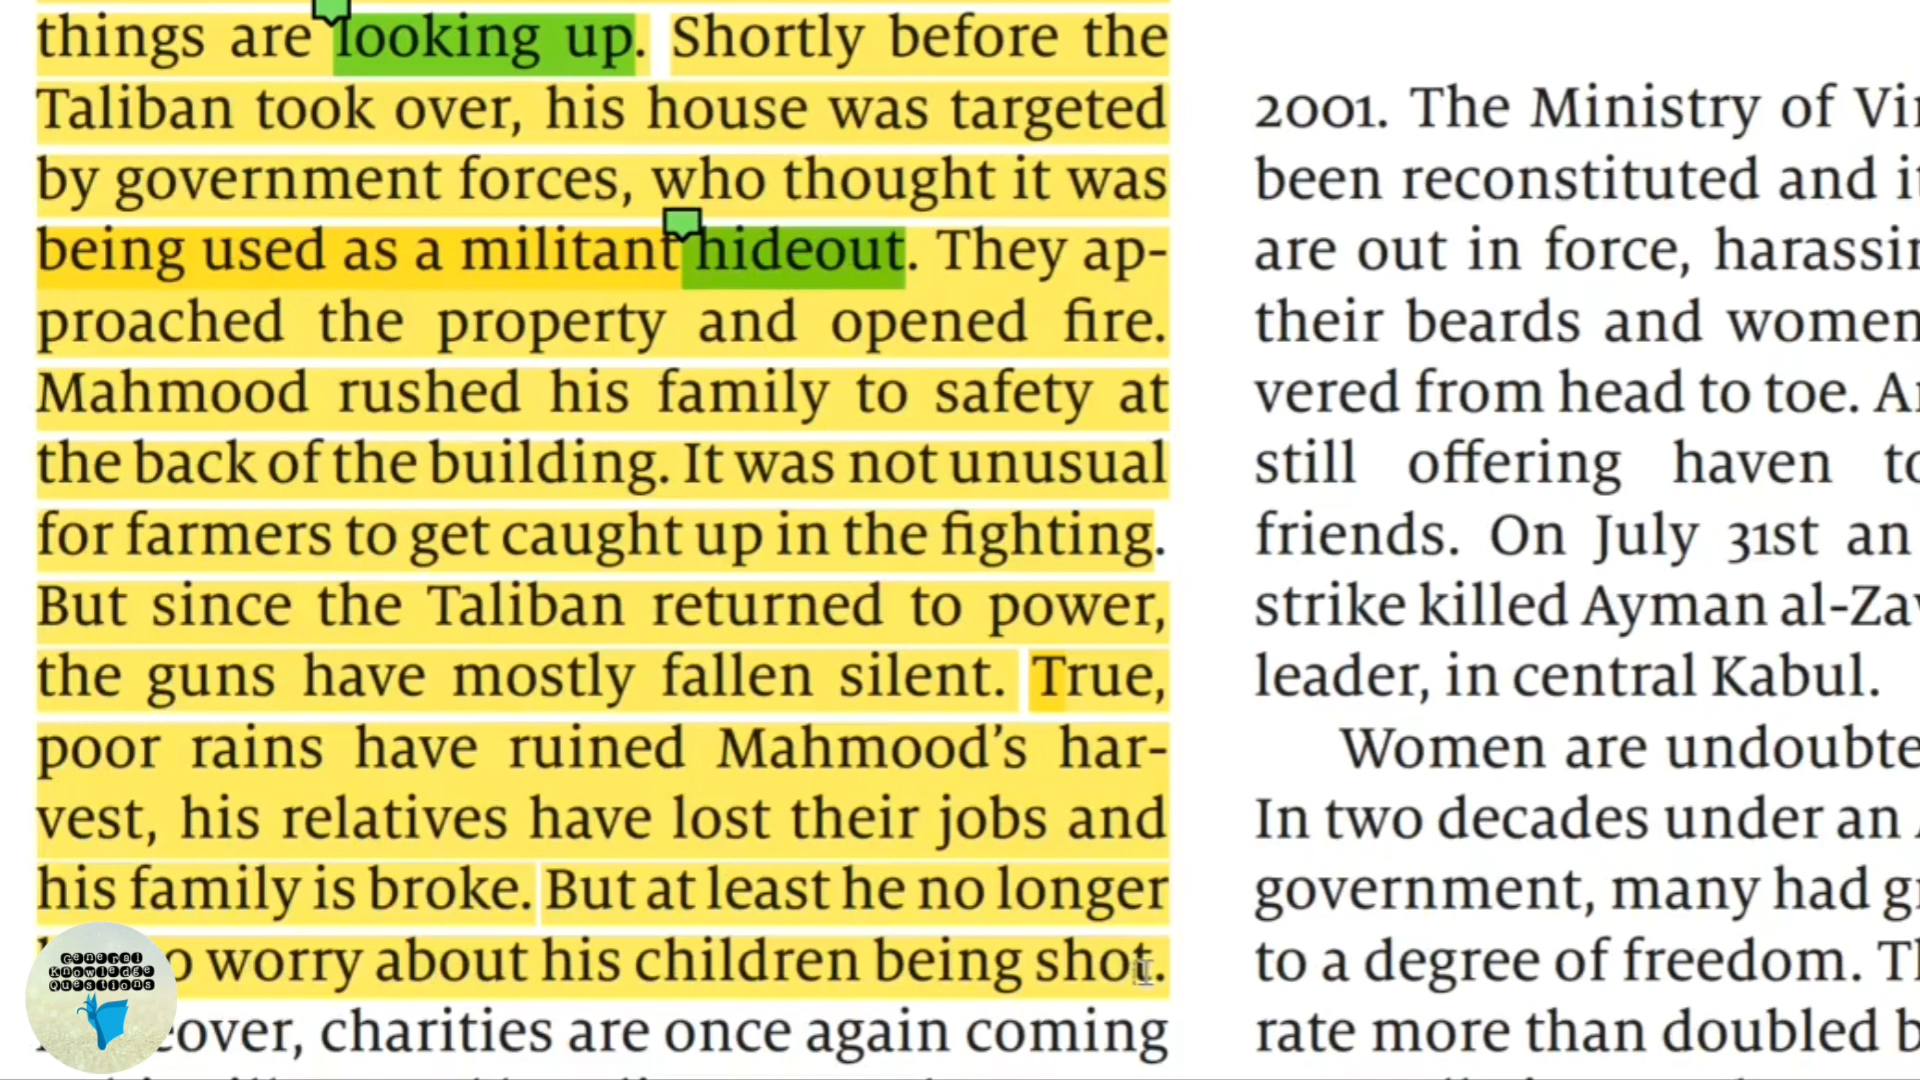 things are looking up. Shortly before the
Taliban took over, his house was targeted
by government forces, who thought it was
being used as a militant hideout. They ap-
proached the property and opened fire.
Mahmood rushed his family to safety at
the back of the building. It was not unusual
for farmers to get caught up in the fighting.
But since the Taliban returned to power,
the guns have mostly fallen silent. True,
poor rains have ruined Mahmood's har-
vest, his relatives have lost their jobs and
his family is broke. But at least he no longer
worry about his children being shot.
charities are once again coming
2001. The Ministry of
been reconstituted and
are out in force,
their beards and women
vered from head to toe.
still offering haven
friends. On July 31st an
strike killed Ayman
leader, in central Kabul.
Women are
In two decades under an
government, many had
to a degree of freedom.
rate more than doubled
General
Knowledge
Questions